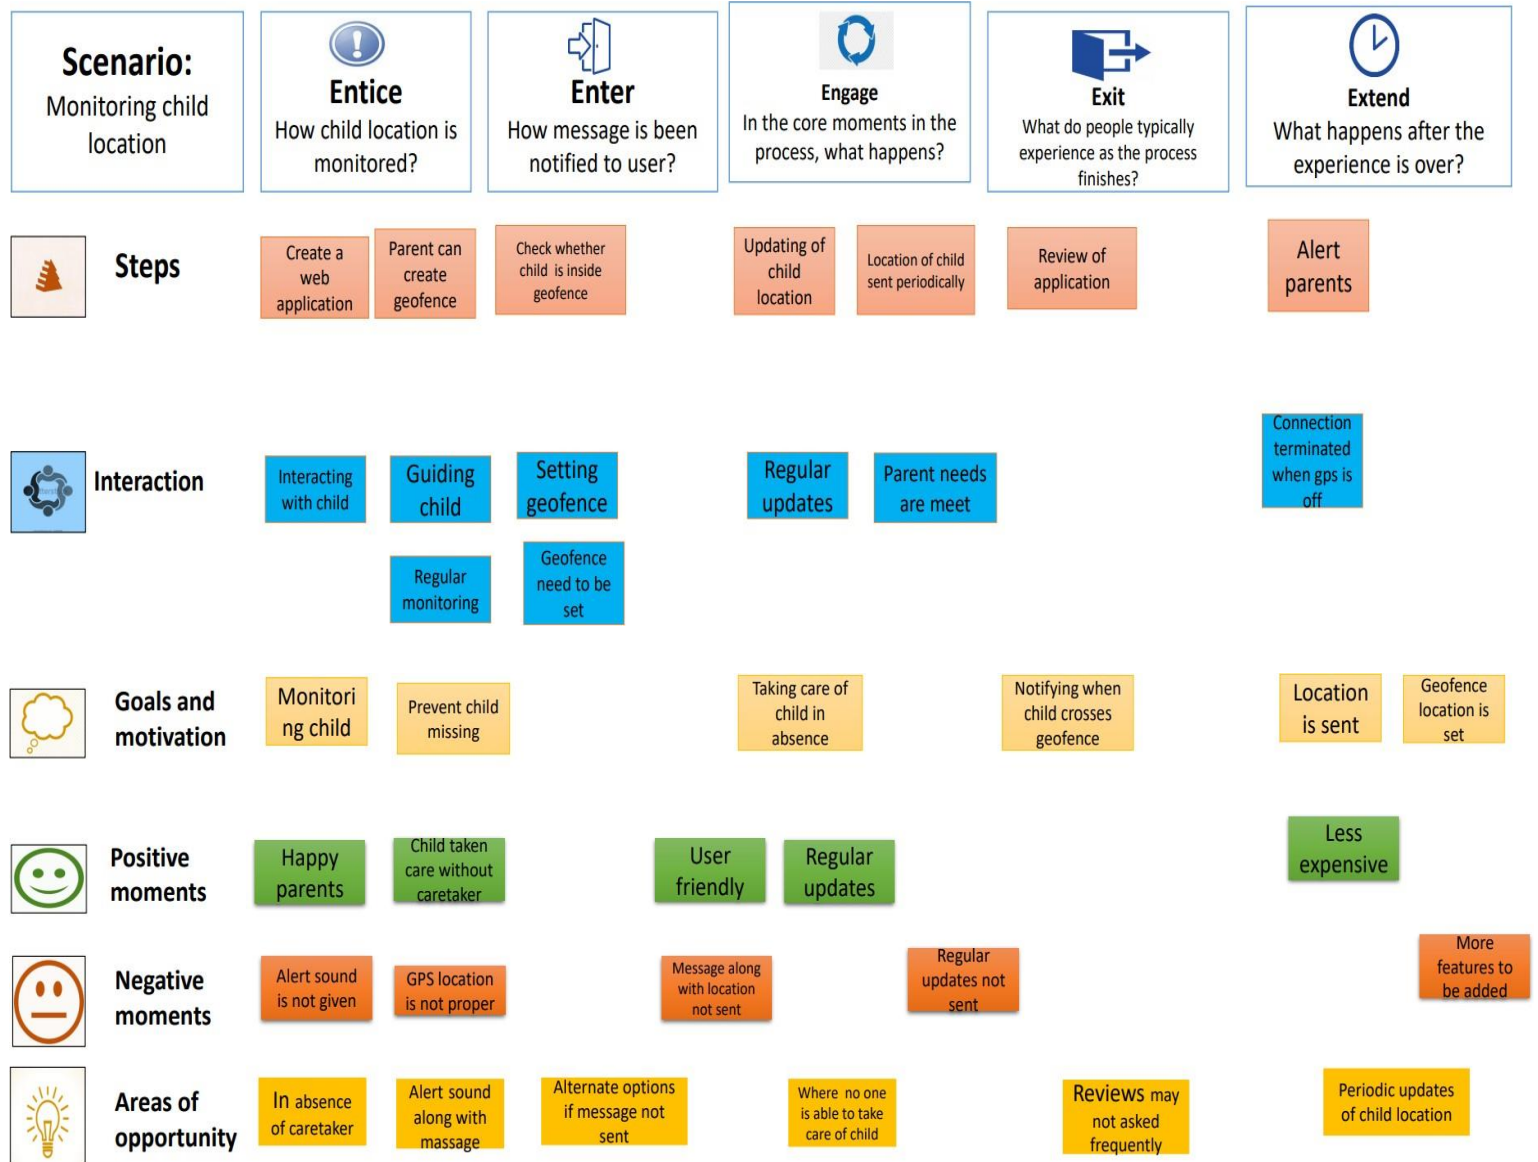 Scenario:
Monitoring child
location
Entice
How child location is
monitored?
Enter
How message is been
notified to user?
Engage
In the core moments in the
process, what happens?
Exit
What do people typically
experience as the process
finishes?
Extend
What happens after the
experience is over?
Steps
Create a
web
application
Parent can
create
geofence
Check whether
child is inside
geofence
Updating of
child
location
Location of child
sent periodically
Review of
application
Alert
parents
Interaction
Interacting
with child
Guiding
child
Setting
geofence
Regular
updates
Parent needs
are meet
Connection
terminated
when gps is
off
Regular
monitoring
Geofence
need to be
set
Goals and
motivation
Monitori
ng child
Prevent child
missing
Taking care of
child in
absence
Notifying when
child crosses
geofence
Location
is sent
Geofence
location is
set
Positive
moments
Happy
parents
Child taken
care without
caretaker
User
friendly
Regular
updates
Less
expensive
Negative
moments
Alert sound
is not given
GPS location
is not proper
Message along
with location
not sent
Regular
updates not
sent
More
features to
be added
Areas of
opportunity
In absence
of caretaker
Alert sound
along with
massage
Alternate options
if message not
sent
Where no one
is able to take
care of child
Reviews may
not asked
frequently
Periodic updates
of child location